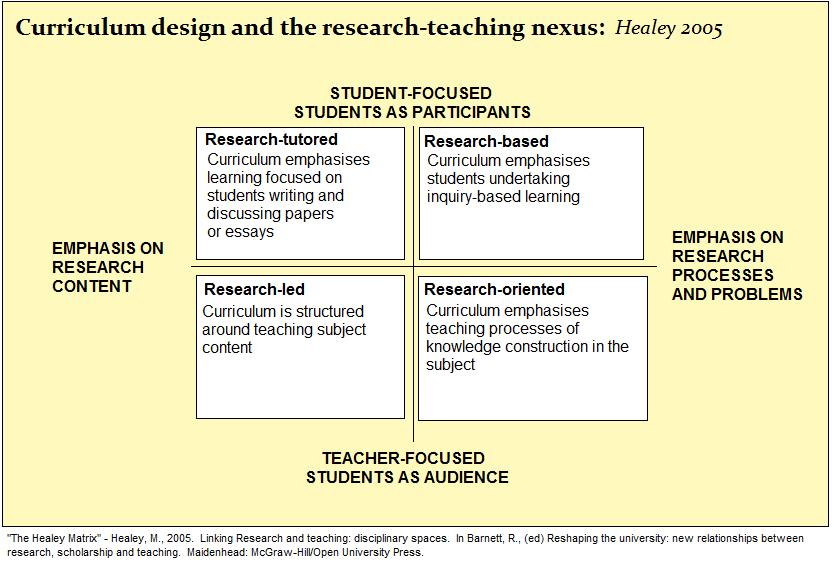 Curriculum design and the research-teaching nexus: Healey 2005
STUDENT-FOCUSED
STUDENTS AS PARTICIPANTS
Research-tutored
Curriculum emphasises
learning focused on
students writing and
discussing papers
or essays
Research-based
Curriculum emphasises
students undertaking
inquiry-based learning
EMPHASIS ON
RESEARCH
CONTENT
EMPHASIS ON
RESEARCH
PROCESSES
AND PROBLEMS
Research-led
Curriculum is structured
around teaching subject
content
Research-oriented
Curriculum emphasises
teaching processes of
knowledge construction in the
subject
TEACHER-FOCUSED
STUDENTS AS AUDIENCE
"The Healey Matrix" - Healey, M., 2005. Linking Research and teaching: disciplinary spaces. In Barnett, R., (ed) Reshaping the university: new relationships between
research, scholarship and teaching. Maidenhead: McGraw-Hill/Open University Press.